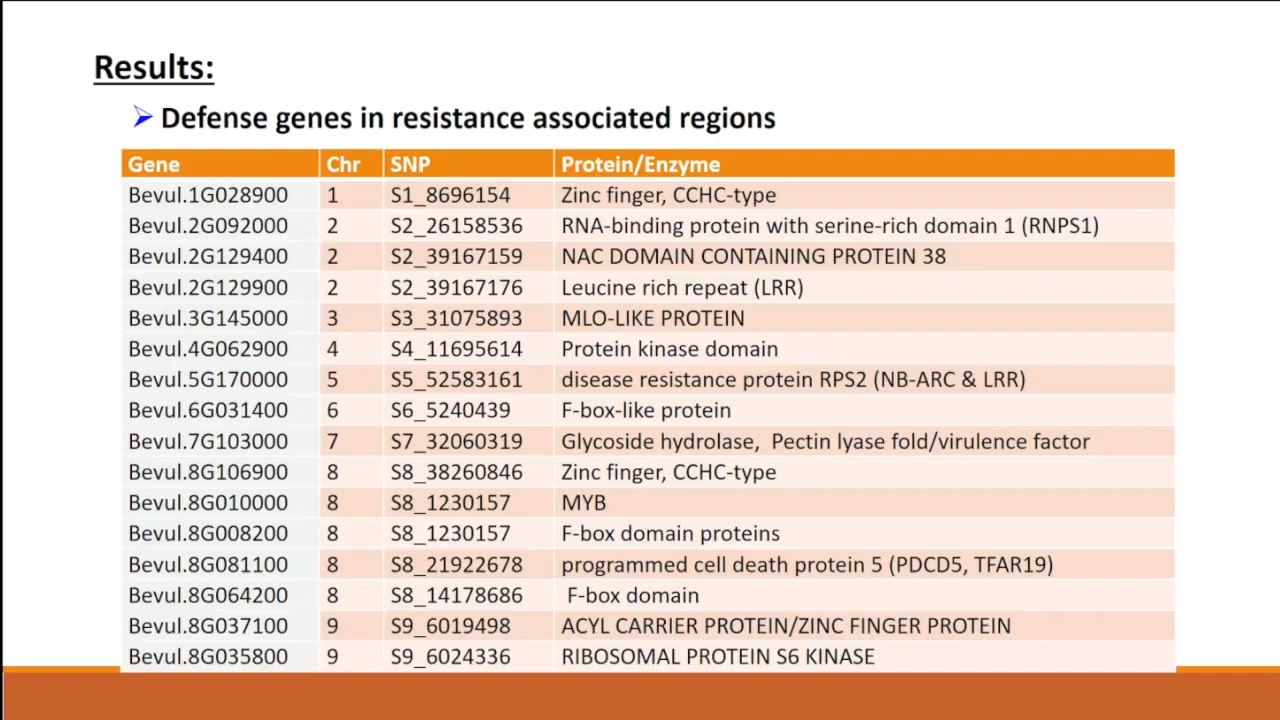 Results:
Defense genes in resistance associated regions
Gene Chr SNP Protein/Enzyme
Bevul.1G028900 1 S1_8696154 Zinc finger, CCHC-type
Bevul.2G092000 2 S2_26158536 RNA-binding protein with serine-rich domain 1 (RNPS1)
Bevul.2G129400 2 S2_39167159 NAC DOMAIN CONTAINING PROTEIN 38
Bevul.2G129900 2 S2_39167176 Leucine rich repeat (LRR)
Bevul.3G145000 3 S3_31075893 MLO-LIKE PROTEIN
Bevul.4G062900 4 S4_11695614 Protein kinase domain
Bevul.5G170000 5 S5_52583161 disease resistance protein RPS2 (NB-ARC & LRR)
Bevul.6G031400 6 S6_5240439 F-box-like protein
Bevul.7G103000 7 S7_32060319 Glycoside hydrolase, Pectin lyase fold/virulence factor
Bevul.8G106900 8 S8_38260846 Zinc finger, CCHC-type
Bevul.8G010000 8 S8_1230157 MYB
Bevul.8G008200 8 S8_1230157 F-box domain proteins
Bevul.8G081100 8 S8_21922678 programmed cell death protein 5 (PDCD5, TFAR19)
Bevul.8G064200 8 S8_14178686 F-box domain
Bevul.8G037100 9 S9_6019498 ACYL CARRIER PROTEIN/ZINC FINGER PROTEIN
Bevul.8G035800 9 S9_6024336 RIBOSOMAL PROTEIN S6 KINASE